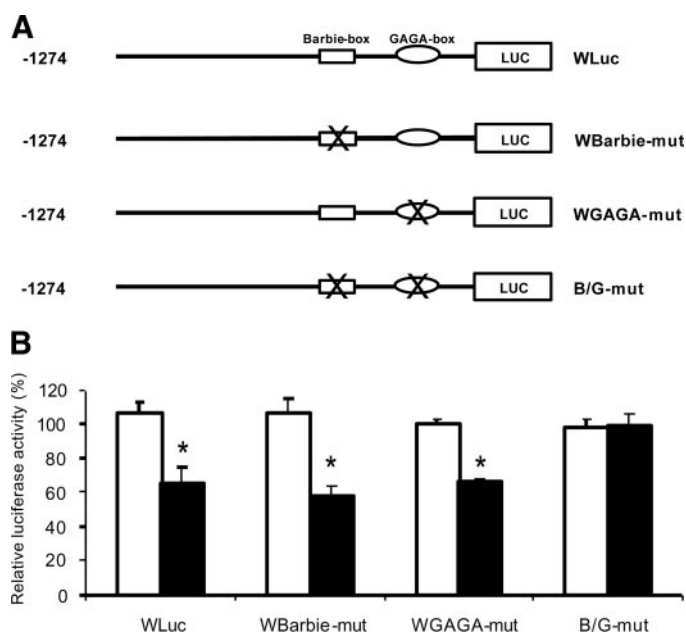 A
Barbie-box GAGA-box
-1274 LUC WLuc
-1274 LUC WBarbie-mut
-1274 LUC WGAGA-mut
-1274 LUC B/G-mut
B
Relative luciferase activity (%)
120
100
80
60
40
20
0
* * *
WLuc WBarbie-mut WGAGA-mut B/G-mut